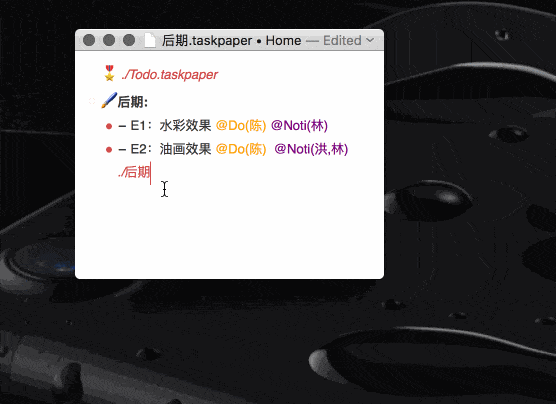 后期.taskpaper • Home — Edited
./Todo.taskpaper
后期:
– E1：水彩效果 @Do(陈) @Noti(林)
– E2：油画效果 @Do(陈) @Noti(洪,林)
./后期